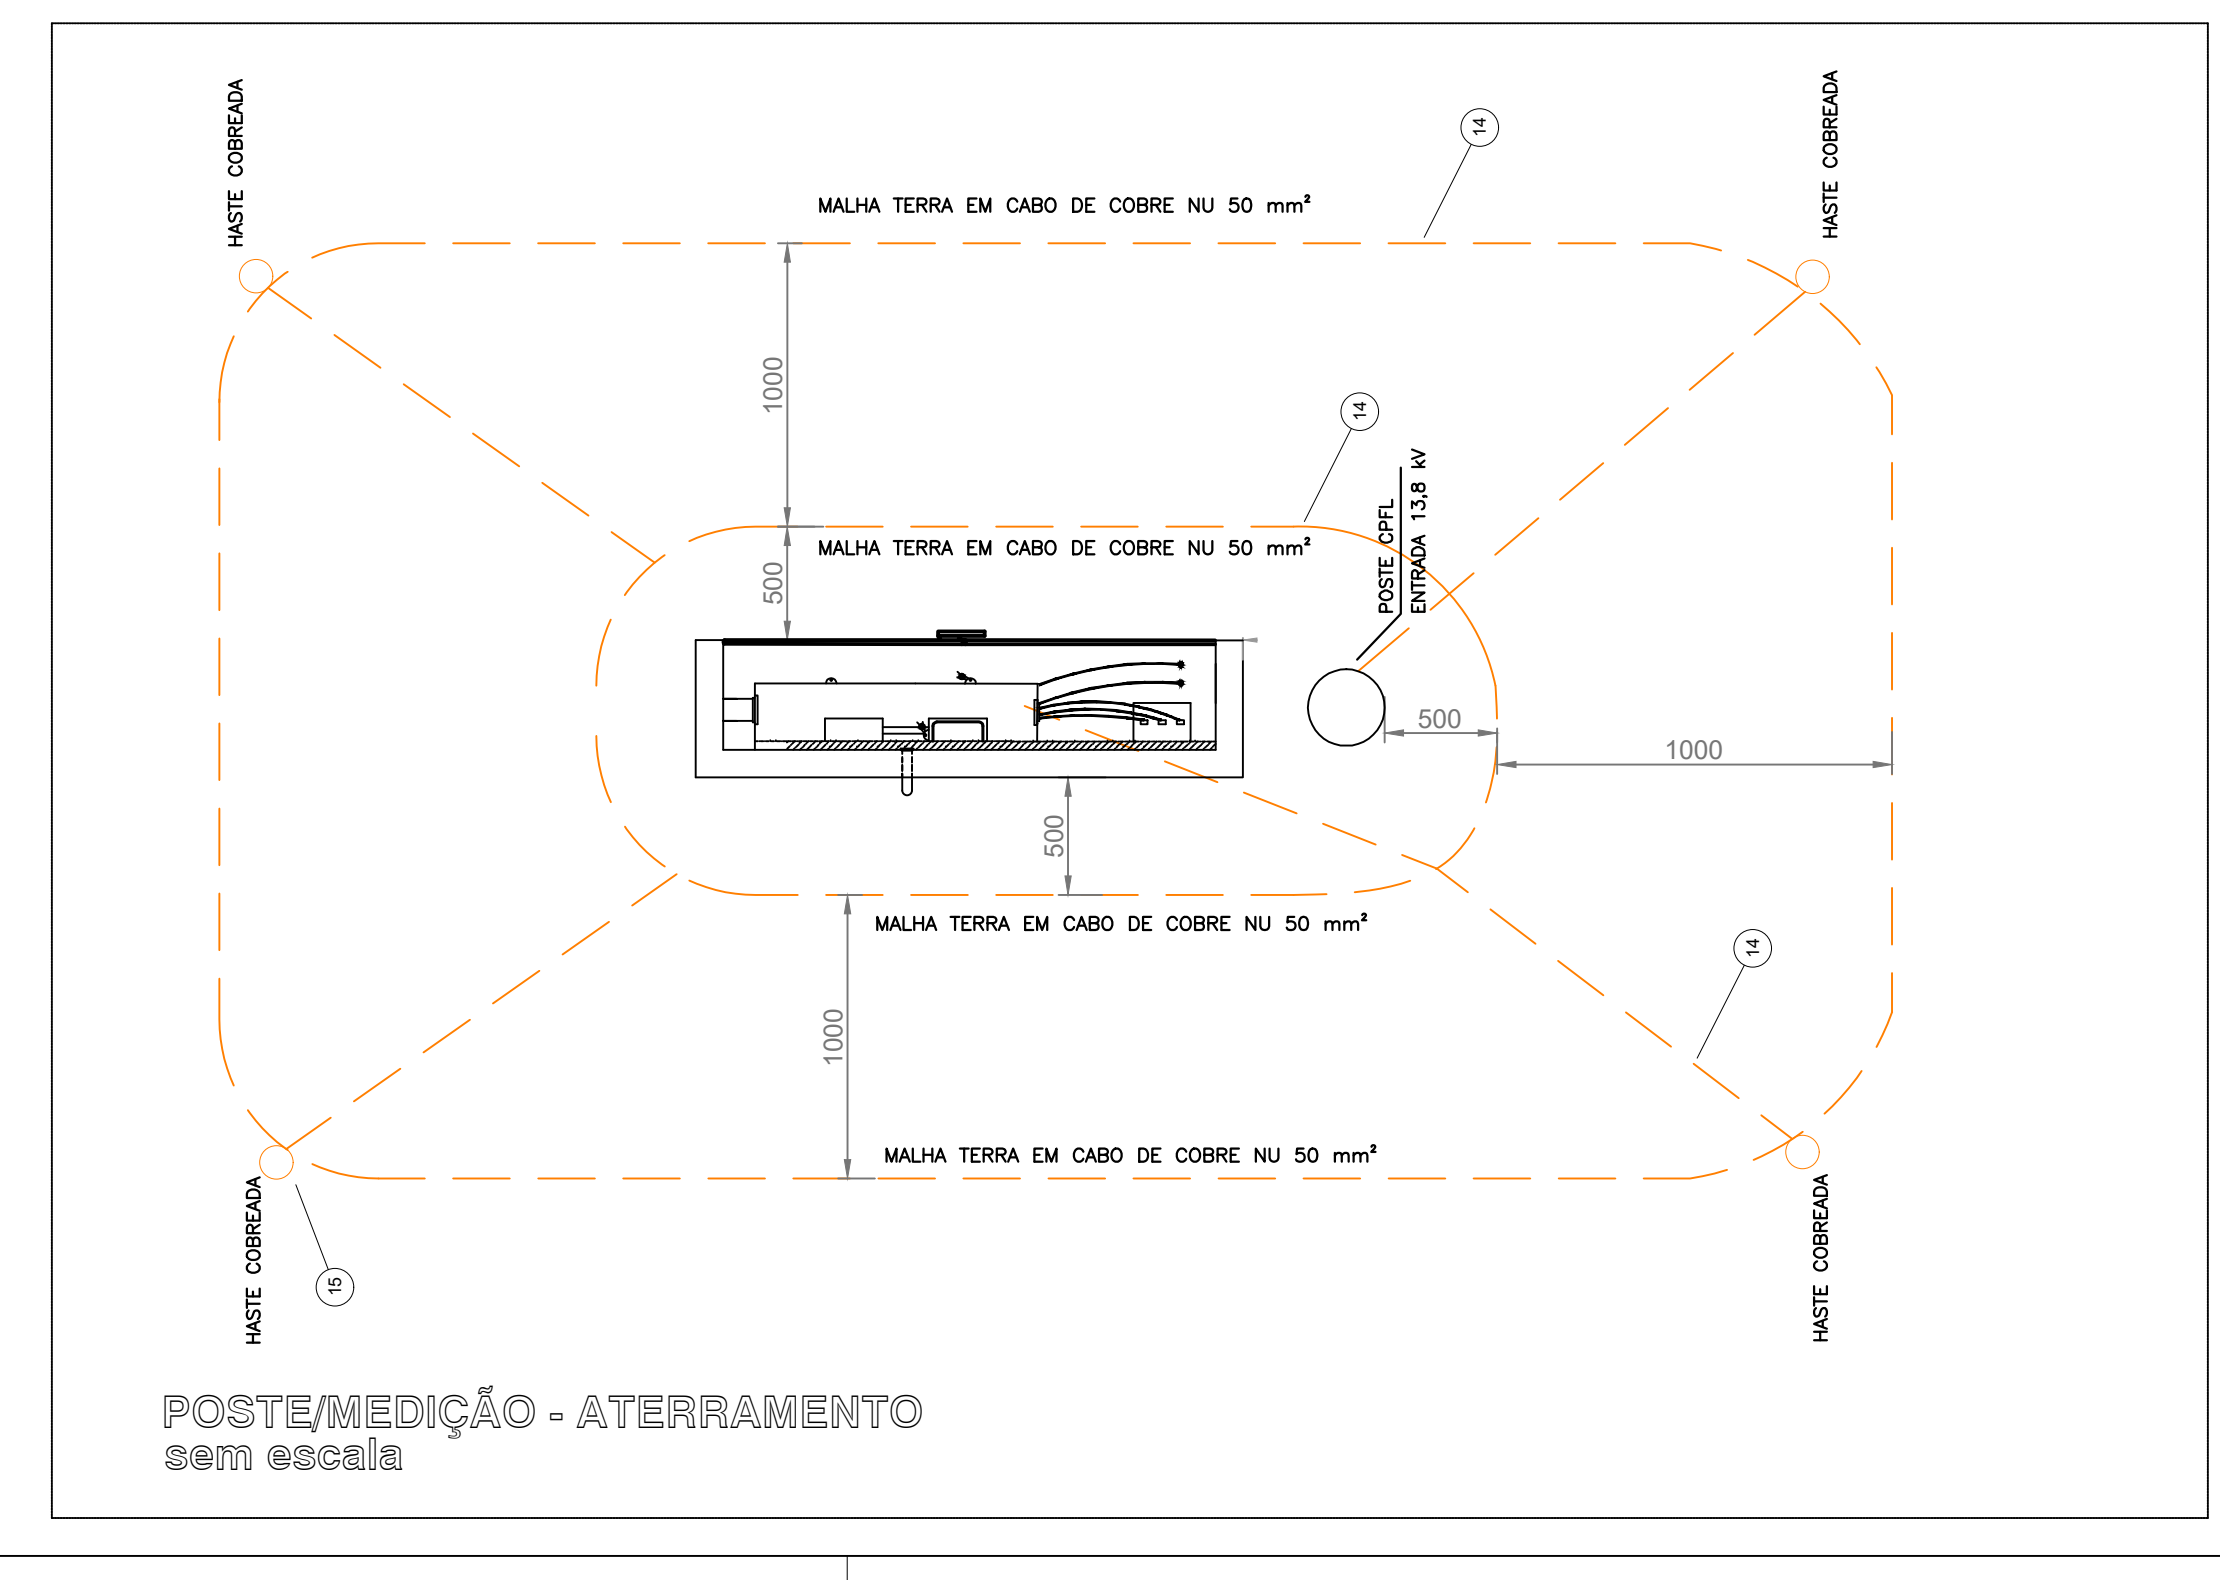 HASTE COBREADA
HASTE COBREADA
14
MALHA TERRA EM CABO DE COBRE NU 50 mm²
1000
14
POSTE CPFL
ENTRADA 13,8 kV
MALHA TERRA EM CABO DE COBRE NU 50 mm²
500
500
1000
500
MALHA TERRA EM CABO DE COBRE NU 50 mm²
14
1000
MALHA TERRA EM CABO DE COBRE NU 50 mm²
HASTE COBREADA
15
HASTE COBREADA
POSTE/MEDIÇÃO - ATERRAMENTO
sem escala